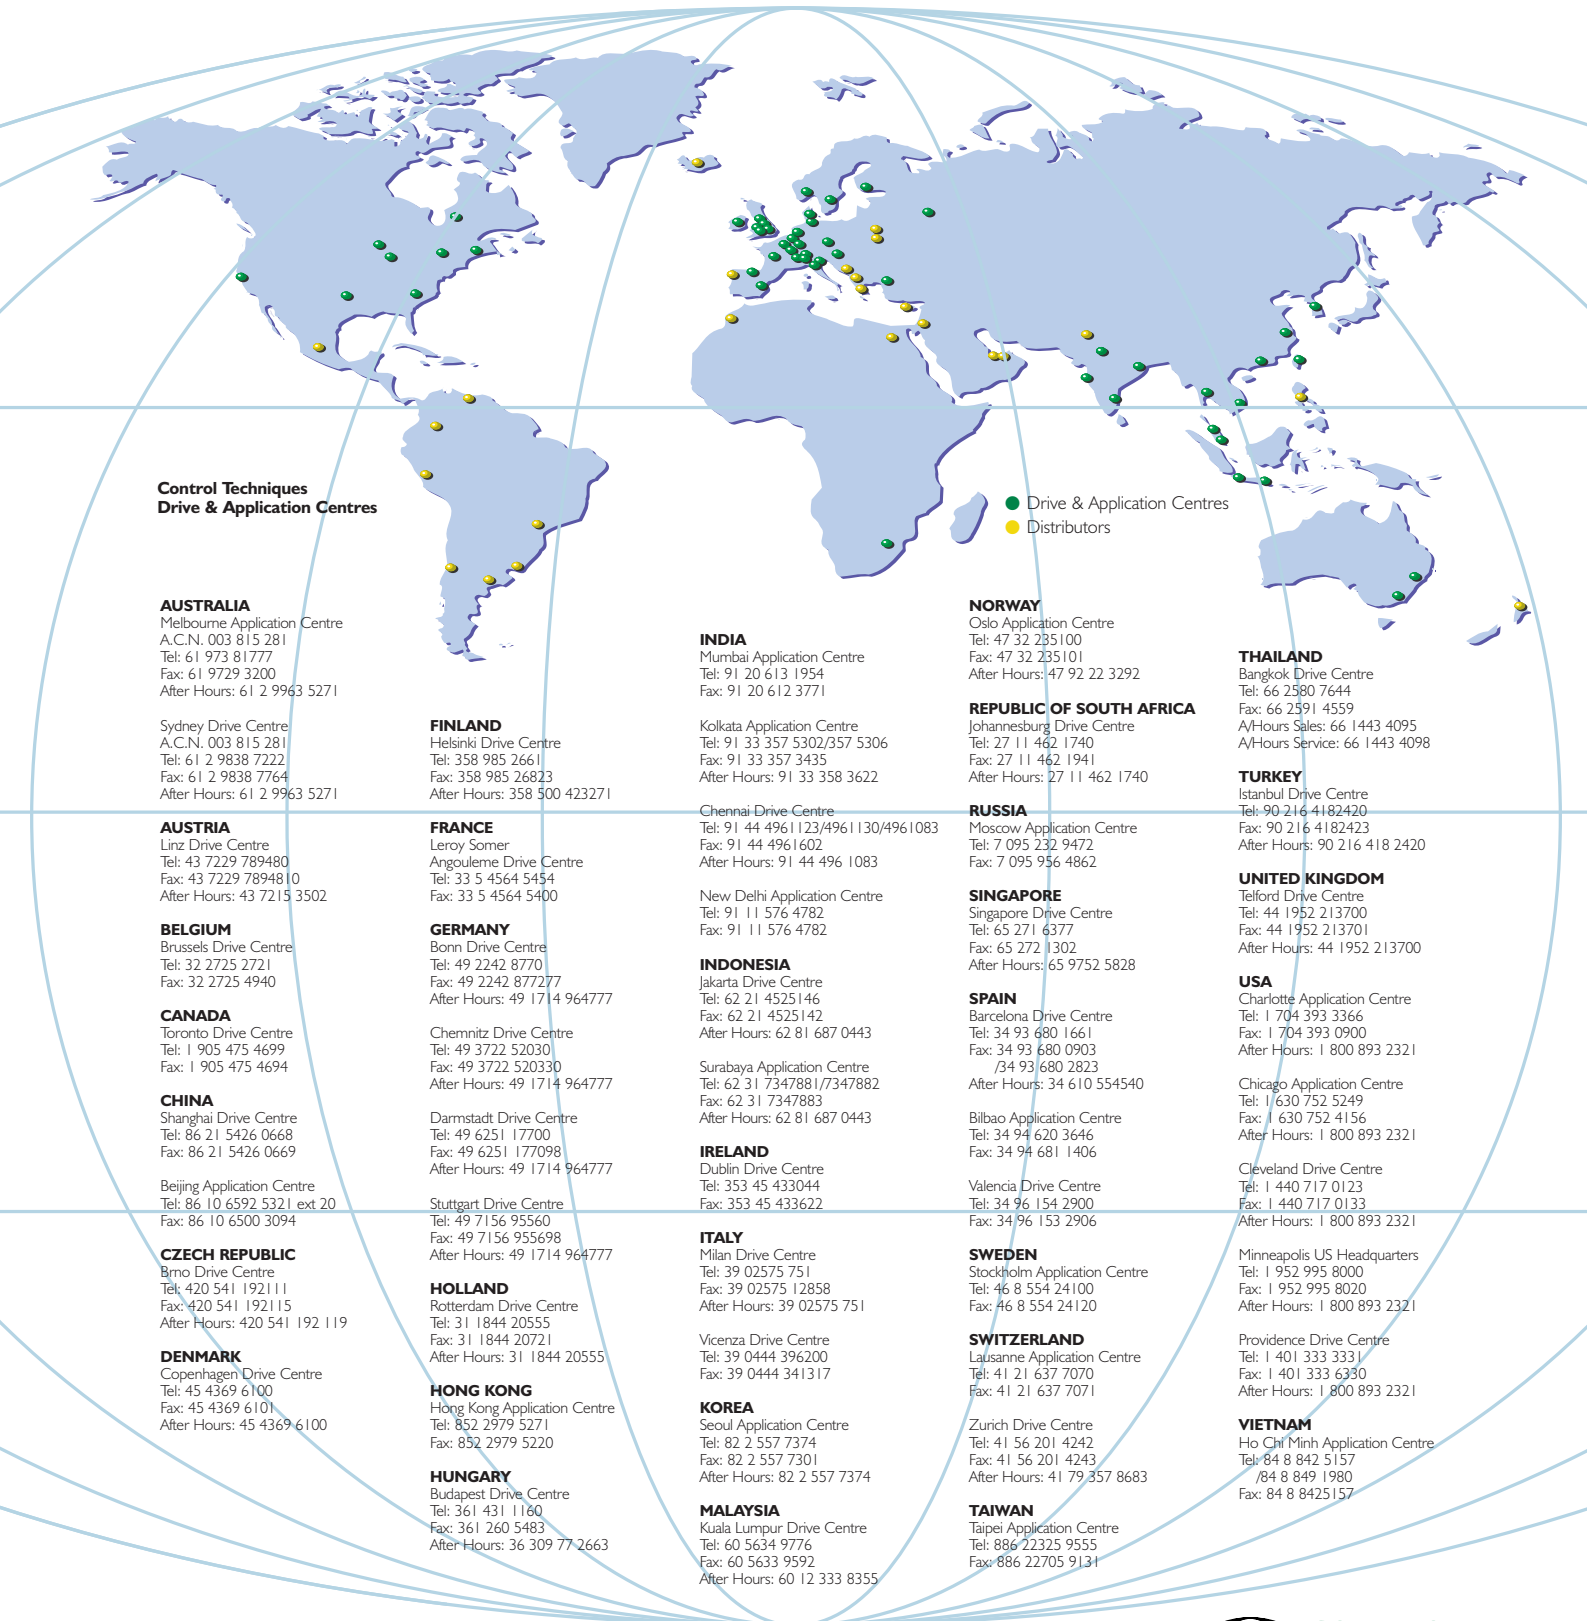 Control Techniques
Drive & Application Centres
Drive & Application Centres
Distributors
AUSTRALIA
Melbourne Application Centre
A.C.N. 003 815 281
Tel: 61 973 81777
Fax: 61 9729 3200
After Hours: 61 2 9963 5271
Sydney Drive Centre
A.C.N. 003 815 281
Tel: 61 2 9838 7222
Fax: 61 2 9838 7764
After Hours: 61 2 9963 5271
AUSTRIA
Linz Drive Centre
Tel: 43 7229 789480
Fax: 43 7229 7894810
After Hours: 43 7215 3502
BELGIUM
Brussels Drive Centre
Tel: 32 2725 2721
Fax: 32 2725 4940
CANADA
Toronto Drive Centre
Tel: 1 905 475 4699
Fax: 1 905 475 4694
CHINA
Shanghai Drive Centre
Tel: 86 21 5426 0668
Fax: 86 21 5426 0669
Beijing Application Centre
Tel: 86 10 6592 5321 ext 20
Fax: 86 10 6500 3094
CZECH REPUBLIC
Brno Drive Centre
Tel: 420 541 192111
Fax: 420 541 192115
After Hours: 420 541 192 119
DENMARK
Copenhagen Drive Centre
Tel: 45 4369 6100
Fax: 45 4369 6101
After Hours: 45 4369 6100
FINLAND
Helsinki Drive Centre
Tel: 358 985 2661
Fax: 358 985 26823
After Hours: 358 500 423271
FRANCE
Leroy Somer
Angouleme Drive Centre
Tel: 33 5 4564 5454
Fax: 33 5 4564 5400
GERMANY
Bonn Drive Centre
Tel: 49 2242 8770
Fax: 49 2242 877277
After Hours: 49 1714 964777
Chemnitz Drive Centre
Tel: 49 3722 52030
Fax: 49 3722 520330
After Hours: 49 1714 964777
Darmstadt Drive Centre
Tel: 49 6251 17700
Fax: 49 6251 177098
After Hours: 49 1714 964777
Stuttgart Drive Centre
Tel: 49 7156 95560
Fax: 49 7156 955698
After Hours: 49 1714 964777
HOLLAND
Rotterdam Drive Centre
Tel: 31 1844 20555
Fax: 31 1844 20721
After Hours: 31 1844 20555
HONG KONG
Hong Kong Application Centre
Tel: 852 2979 5271
Fax: 852 2979 5220
HUNGARY
Budapest Drive Centre
Tel: 361 431 1160
Fax: 361 260 5483
After Hours: 36 309 77 2663
INDIA
Mumbai Application Centre
Tel: 91 20 613 1954
Fax: 91 20 612 3771
Kolkata Application Centre
Tel: 91 33 357 5302/357 5306
Fax: 91 33 357 3435
After Hours: 91 33 358 3622
Chennai Drive Centre
Tel: 91 44 4961123/4961130/4961083
Fax: 91 44 4961602
After Hours: 91 44 496 1083
New Delhi Application Centre
Tel: 91 11 576 4782
Fax: 91 11 576 4782
INDONESIA
Jakarta Drive Centre
Tel: 62 21 4525146
Fax: 62 21 4525142
After Hours: 62 81 687 0443
Surabaya Application Centre
Tel: 62 31 7347881/7347882
Fax: 62 31 7347883
After Hours: 62 81 687 0443
IRELAND
Dublin Drive Centre
Tel: 353 45 433044
Fax: 353 45 433622
ITALY
Milan Drive Centre
Tel: 39 02575 751
Fax: 39 02575 12858
After Hours: 39 02575 751
Vicenza Drive Centre
Tel: 39 0444 396200
Fax: 39 0444 341317
KOREA
Seoul Application Centre
Tel: 82 2 557 7374
Fax: 82 2 557 7301
After Hours: 82 2 557 7374
MALAYSIA
Kuala Lumpur Drive Centre
Tel: 60 5634 9776
Fax: 60 5633 9592
After Hours: 60 12 333 8355
NORWAY
Oslo Application Centre
Tel: 47 32 235100
Fax: 47 32 235101
After Hours: 47 92 22 3292
REPUBLIC OF SOUTH AFRICA
Johannesburg Drive Centre
Tel: 27 11 462 1740
Fax: 27 11 462 1941
After Hours: 27 11 462 1740
RUSSIA
Moscow Application Centre
Tel: 7 095 232 9472
Fax: 7 095 956 4862
SINGAPORE
Singapore Drive Centre
Tel: 65 271 6377
Fax: 65 272 1302
After Hours: 65 9752 5828
SPAIN
Barcelona Drive Centre
Tel: 34 93 680 1661
Fax: 34 93 680 0903
/34 93 680 2823
After Hours: 34 610 554540
Bilbao Application Centre
Tel: 34 94 620 3646
Fax: 34 94 681 1406
Valencia Drive Centre
Tel: 34 96 154 2900
Fax: 34 96 153 2906
SWEDEN
Stockholm Application Centre
Tel: 46 8 554 24100
Fax: 46 8 554 24120
SWITZERLAND
Lausanne Application Centre
Tel: 41 21 637 7070
Fax: 41 21 637 7071
Zurich Drive Centre
Tel: 41 56 201 4242
Fax: 41 56 201 4243
After Hours: 41 79 357 8683
TAIWAN
Taipei Application Centre
Tel: 886 22325 9555
Fax: 886 22705 9131
THAILAND
Bangkok Drive Centre
Tel: 66 2580 7644
Fax: 66 2591 4559
A/Hours Sales: 66 1443 4095
A/Hours Service: 66 1443 4098
TURKEY
Istanbul Drive Centre
Tel: 90 216 4182420
Fax: 90 216 4182423
After Hours: 90 216 418 2420
UNITED KINGDOM
Telford Drive Centre
Tel: 44 1952 213700
Fax: 44 1952 213701
After Hours: 44 1952 213700
USA
Charlotte Application Centre
Tel: 1 704 393 3366
Fax: 1 704 393 0900
After Hours: 1 800 893 2321
Chicago Application Centre
Tel: 1 630 752 5249
Fax: 1 630 752 4156
After Hours: 1 800 893 2321
Cleveland Drive Centre
Tel: 1 440 717 0123
Fax: 1 440 717 0133
After Hours: 1 800 893 2321
Minneapolis US Headquarters
Tel: 1 952 995 8000
Fax: 1 952 995 8020
After Hours: 1 800 893 2321
Providence Drive Centre
Tel: 1 401 333 3331
Fax: 1 401 333 6330
After Hours: 1 800 893 2321
VIETNAM
Ho Chi Minh Application Centre
Tel: 84 8 842 5157
/84 8 849 1980
Fax: 84 8 8425157